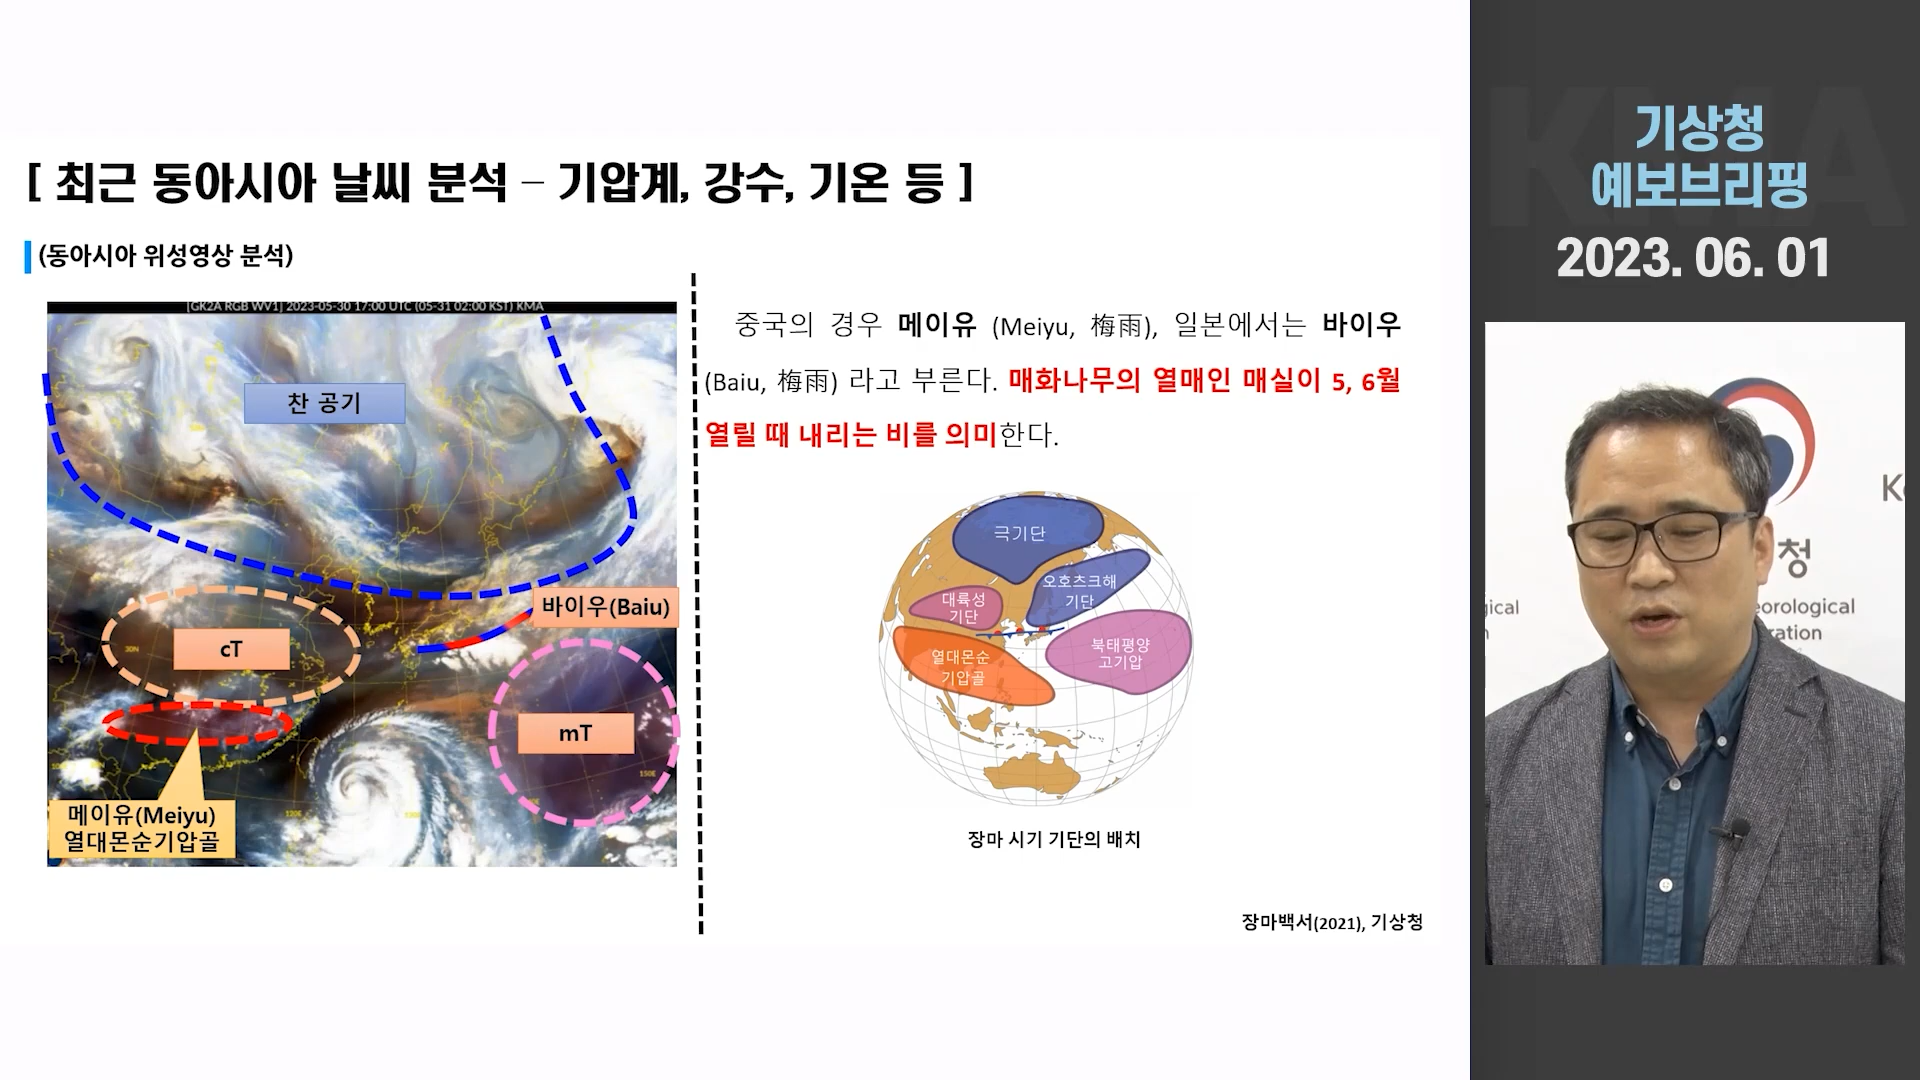 [ 최근 동아시아 날씨 분석 – 기압계, 강수, 기온 등 ]
(동아시아 위성영상 분석)
[GK2A RGB WV1] 2023-05-30 17:00 UTC (05-31 02:00 KST) KMA
찬 공기
바이우(Baiu)
cT
30N
mT
150E
120E
130E
메이유(Meiyu)
열대몬순기압골
중국의 경우 메이유 (Meiyu, 梅雨), 일본에서는 바이우
(Baiu, 梅雨) 라고 부른다. 매화나무의 열매인 매실이 5, 6월
열릴 때 내리는 비를 의미한다.
극기단
오호츠크해
기단
대륙성
기단
열대몬순
기압골
북태평양
고기압
장마 시기 기단의 배치
장마백서(2021), 기상청
KMA
기상청
예보브리핑
2023. 06. 01
K
청
gical
eorological
n
ration